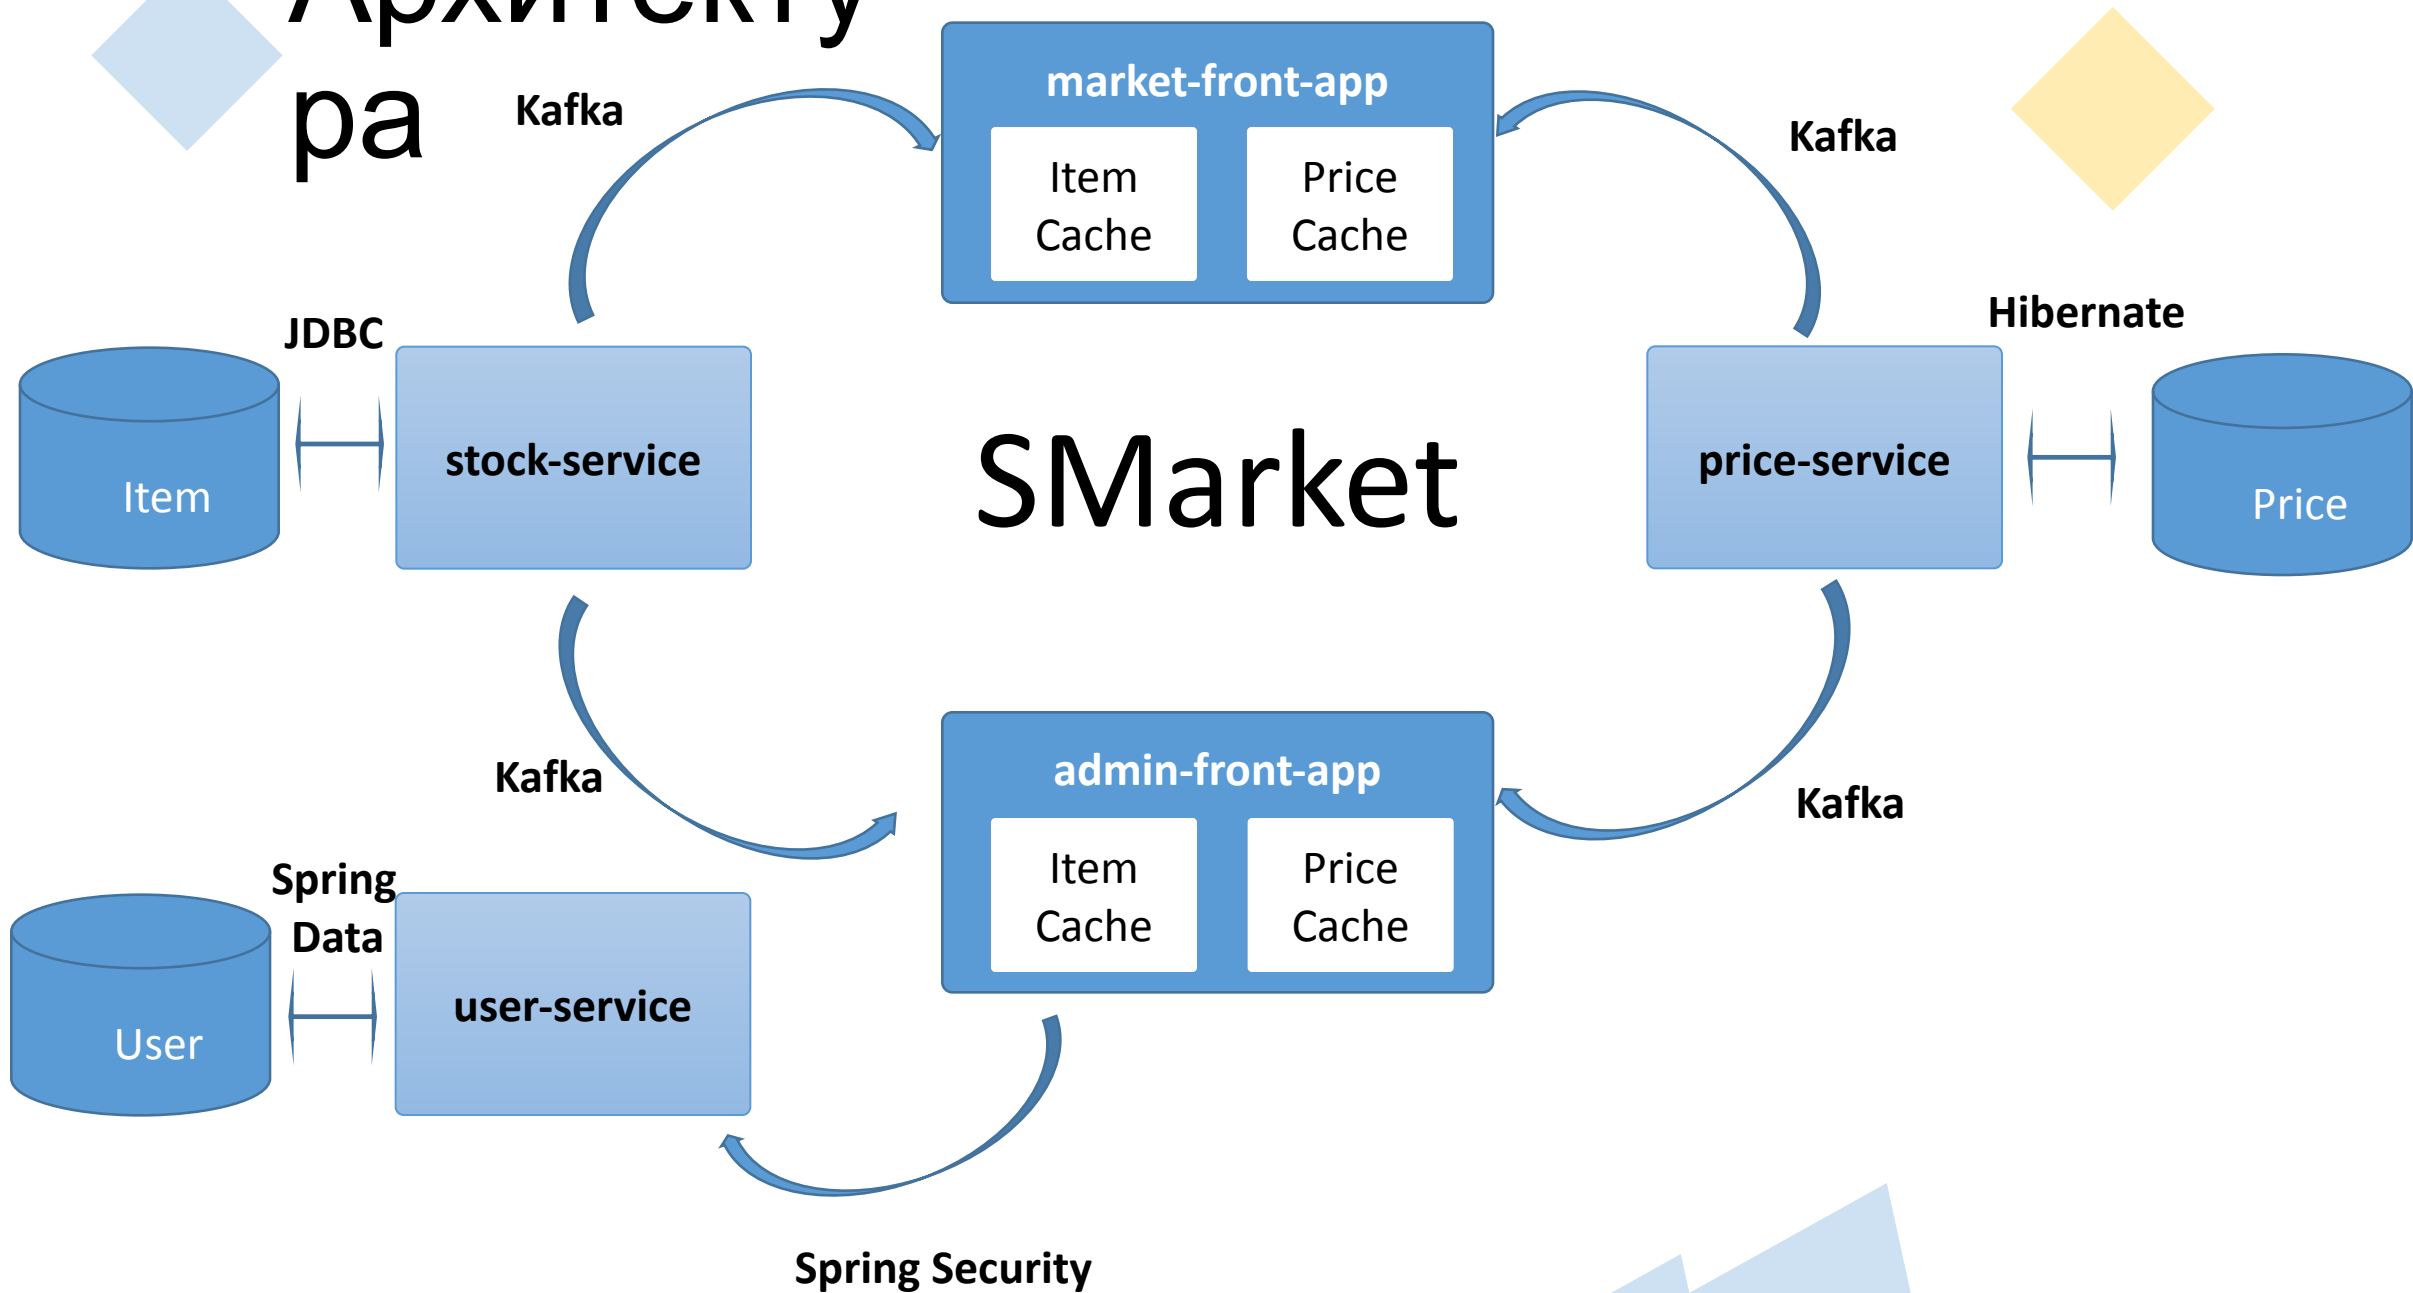 Архитекту
ра
Kafka
market-front-app
Item
Cache
Price
Cache
Kafka
JDBC
Item
stock-service
SMarket
price-service
Hibernate
Price
Kafka
admin-front-app
Item
Cache
Price
Cache
Kafka
Spring
Data
User
user-service
Spring Security